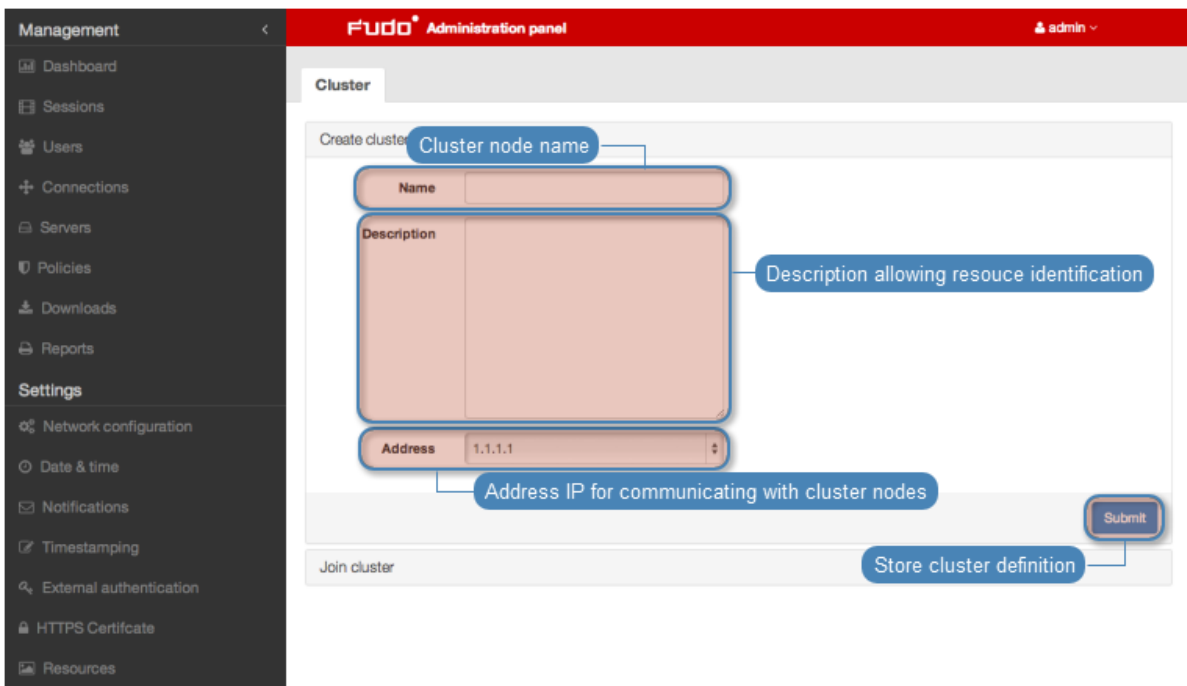 Management
Dashboard
Sessions
Users
Connections
Servers
Policies
Downloads
Reports
Settings
Network configuration
Date & time
Notifications
Timestamping
External authentication
HTTPS Certifcate
Resources
FUDO Administration panel
admin
Cluster
Create cluster
Cluster node name
Name
Description
Description allowing resouce identification
Address 1.1.1.1
Address IP for communicating with cluster nodes
Submit
Store cluster definition
Join cluster